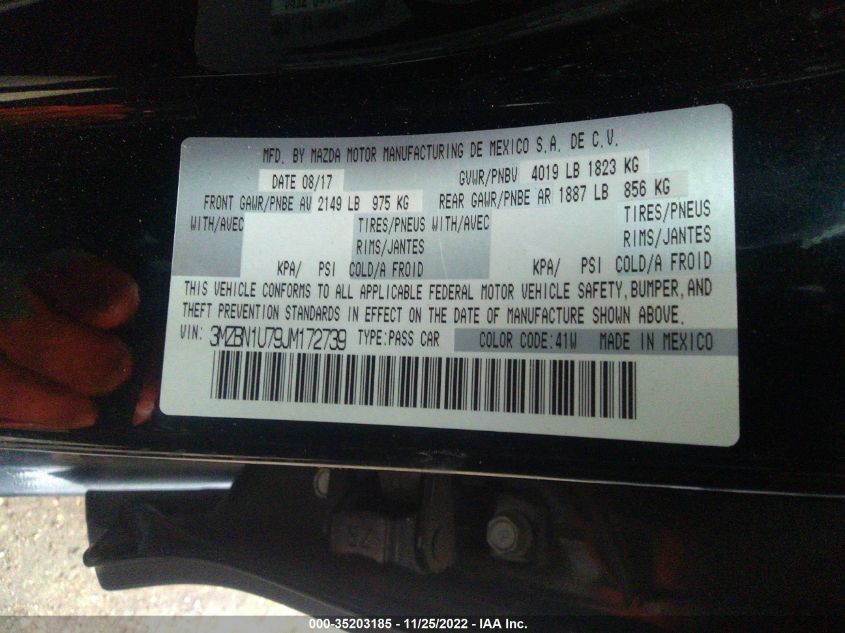 MFD. BY MAZDA MOTOR MANUFACTURING DE MEXICO S.A. DE C.V.
DATE 08/17 GVWR/PNBV 4019 LB 1823 KG
FRONT GAWR/PNBE AV 2149 LB 975 KG REAR GAWR/PNBE AR 1887 LB 856 KG
WITH/AVEC TIRES/PNEUS WITH/AVEC TIRES/PNEUS
RIMS/JANTES RIMS/JANTES
KPA/ PSI COLD/A FROID KPA/ PSI COLD/A FROID
THIS VEHICLE CONFORMS TO ALL APPLICABLE FEDERAL MOTOR VEHICLE SAFETY, BUMPER, AND
THEFT PREVENTION STANDARDS IN EFFECT ON THE DATE OF MANUFACTURE SHOWN ABOVE.
VIN: 3MZBN1U79JM172739 TYPE:PASS CAR COLOR CODE:41W MADE IN MEXICO
000-35203185 - 11/25/2022 - IAA Inc.